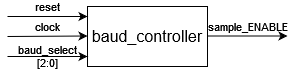 reset
clock
baud_select
[2:0]
baud_controller
sample_ENABLE